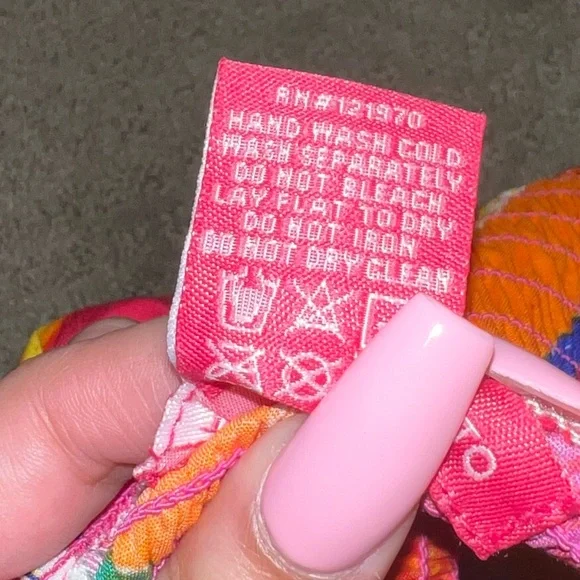 RN#121970
HAND WASH COLD
WASH SEPARATELY
DO NOT BLEACH
LAY FLAT TO DRY
DO NOT IRON
DO NOT DRY CLEAN